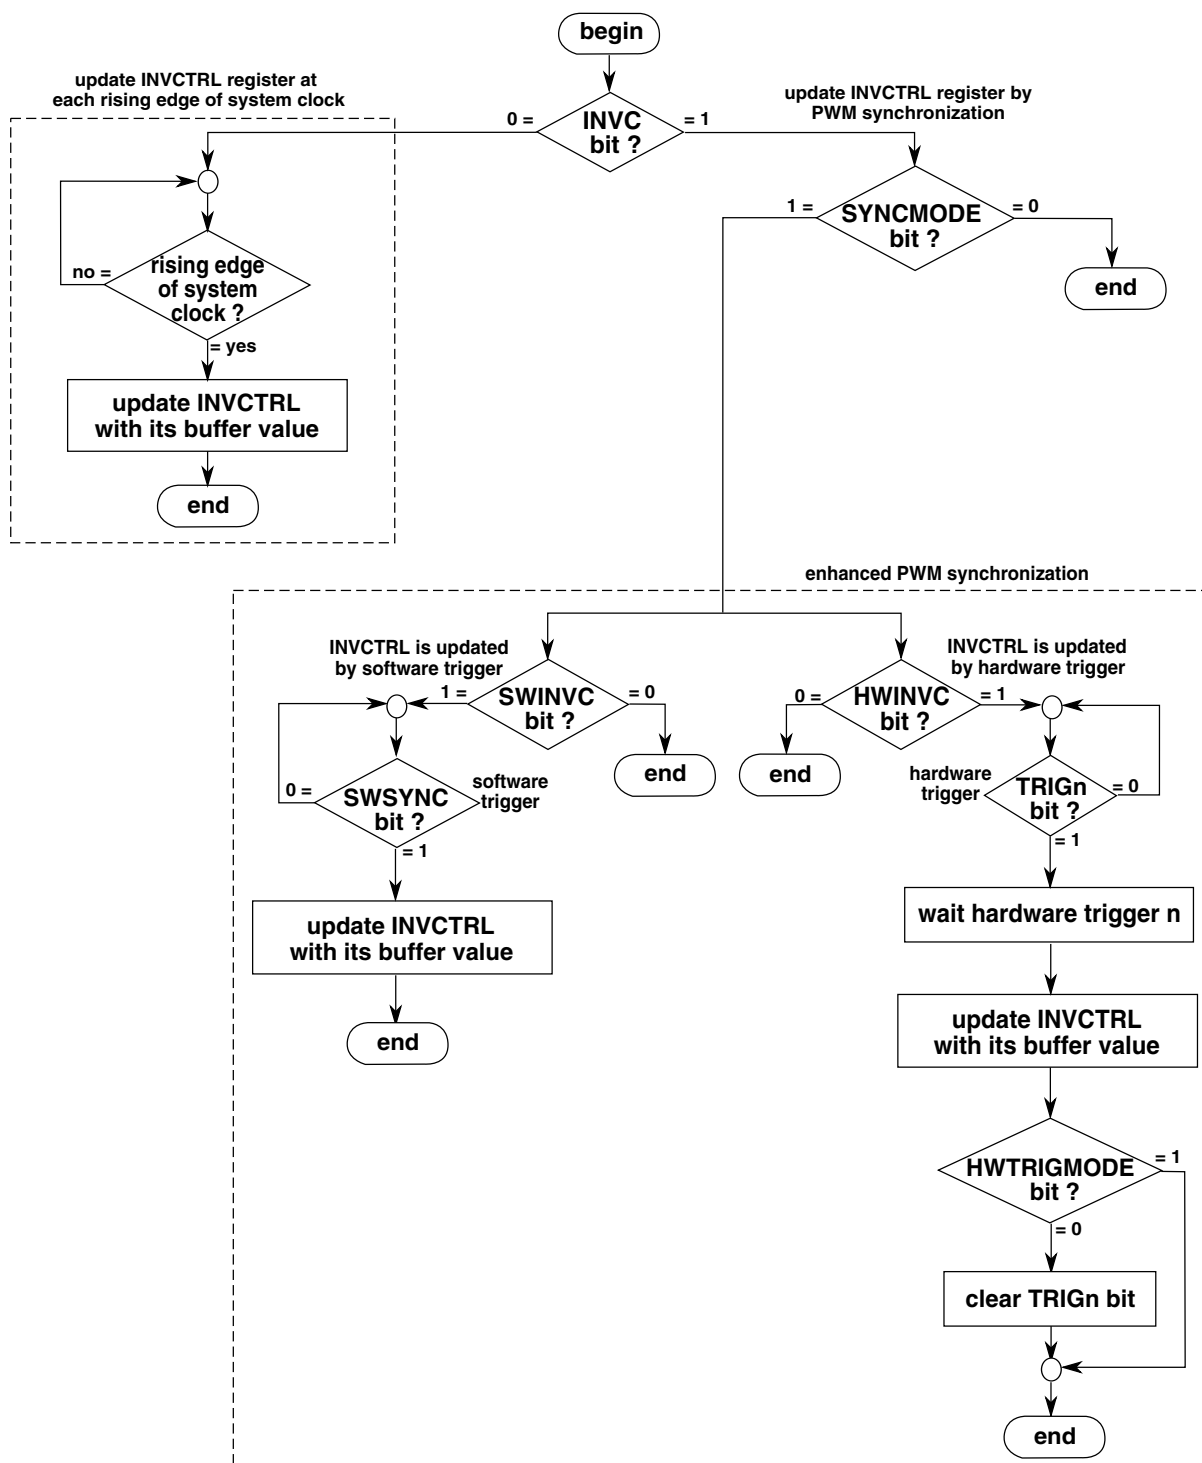 begin
update INVCTRL register at
each rising edge of system clock
update INVCTRL register by
PWM synchronization
0 =
INVC
bit ?
= 1
1 =
SYNCMODE
bit ?
= 0
end
no =
rising edge
of system
clock ?
= yes
update INVCTRL
with its buffer value
end
enhanced PWM synchronization
INVCTRL is updated
by software trigger
INVCTRL is updated
by hardware trigger
1 =
SWINVC
bit ?
= 0
end
0 =
HWINVC
bit ?
= 1
end
0 =
SWSYNC
bit ?
software
trigger
= 1
hardware
trigger
TRIGn
bit ?
= 0
= 1
update INVCTRL
with its buffer value
end
wait hardware trigger n
update INVCTRL
with its buffer value
HWTRIGMODE
bit ?
= 1
= 0
clear TRIGn bit
end